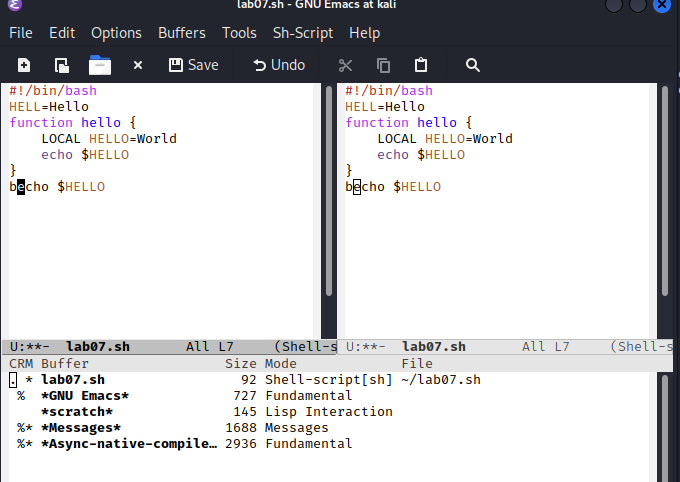 lab07.sh - GNU Emacs at kali
File Edit Options Buffers Tools Sh-Script Help
Save Undo
#!/bin/bash
HELL=Hello
function hello {
    LOCAL HELLO=World
    echo $HELLO
}
becho $HELLO
U:**-  lab07.sh       All L7     (Shell-s
#!/bin/bash
HELL=Hello
function hello {
    LOCAL HELLO=World
    echo $HELLO
}
becho $HELLO
U:**-  lab07.sh       All L7     (Shell-s
CRM Buffer                 Size Mode             File
. * lab07.sh                 92 Shell-script[sh] ~/lab07.sh
 %  *GNU Emacs*             727 Fundamental
    *scratch*               145 Lisp Interaction
 %* *Messages*             1688 Messages
 %* *Async-native-compile… 2936 Fundamental